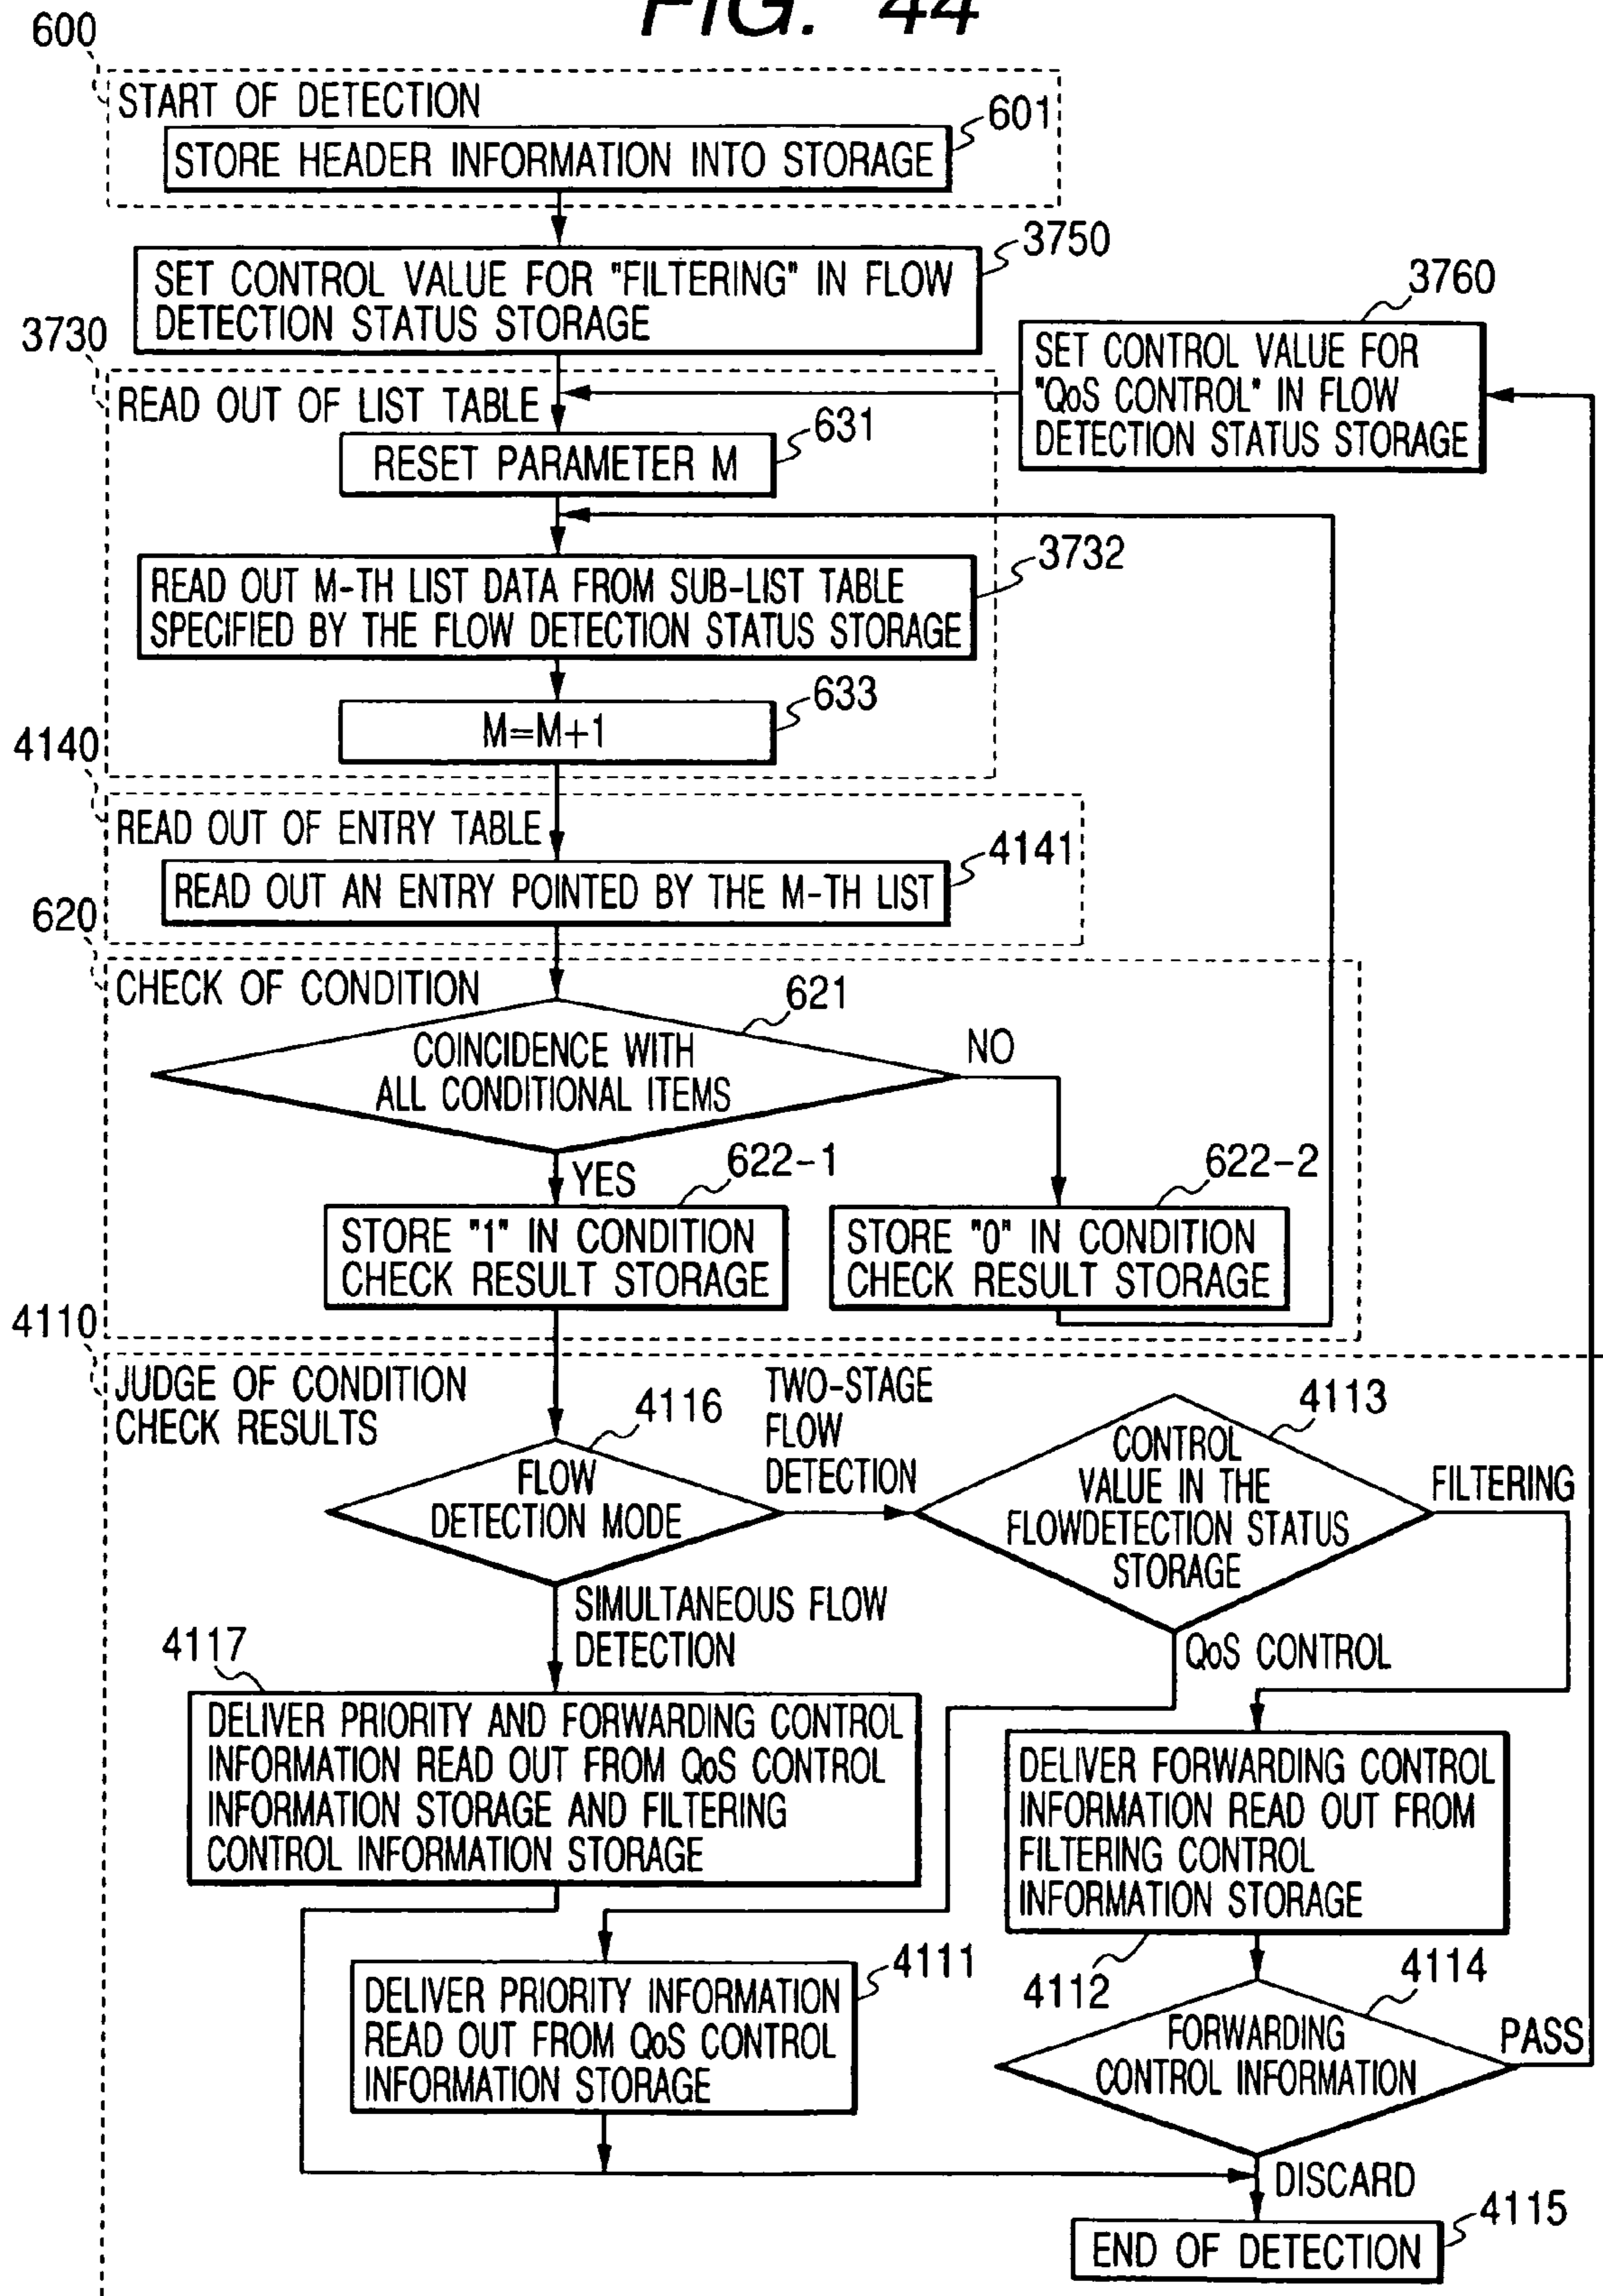 FIG. 44
600
START OF DETECTION
601
STORE HEADER INFORMATION INTO STORAGE
3750
SET CONTROL VALUE FOR "FILTERING" IN FLOW
DETECTION STATUS STORAGE
3760
SET CONTROL VALUE FOR
"QoS CONTROL" IN FLOW
DETECTION STATUS STORAGE
3730
READ OUT OF LIST TABLE
631
RESET PARAMETER M
3732
READ OUT M-TH LIST DATA FROM SUB-LIST TABLE
SPECIFIED BY THE FLOW DETECTION STATUS STORAGE
633
M=M+1
4140
READ OUT OF ENTRY TABLE
4141
READ OUT AN ENTRY POINTED BY THE M-TH LIST
620
CHECK OF CONDITION
621
COINCIDENCE WITH
ALL CONDITIONAL ITEMS
NO
YES
622-1
STORE "1" IN CONDITION
CHECK RESULT STORAGE
622-2
STORE "0" IN CONDITION
CHECK RESULT STORAGE
4110
JUDGE OF CONDITION
CHECK RESULTS
4116
FLOW
DETECTION MODE
TWO-STAGE
FLOW
DETECTION
4113
CONTROL
VALUE IN THE
FLOWDETECTION STATUS
STORAGE
FILTERING
SIMULTANEOUS FLOW
DETECTION
QoS CONTROL
4117
DELIVER PRIORITY AND FORWARDING CONTROL
INFORMATION READ OUT FROM QoS CONTROL
INFORMATION STORAGE AND FILTERING
CONTROL INFORMATION STORAGE
DELIVER FORWARDING CONTROL
INFORMATION READ OUT FROM
FILTERING CONTROL
INFORMATION STORAGE
4111
DELIVER PRIORITY INFORMATION
READ OUT FROM QoS CONTROL
INFORMATION STORAGE
4112
4114
FORWARDING
CONTROL INFORMATION
PASS
DISCARD
4115
END OF DETECTION